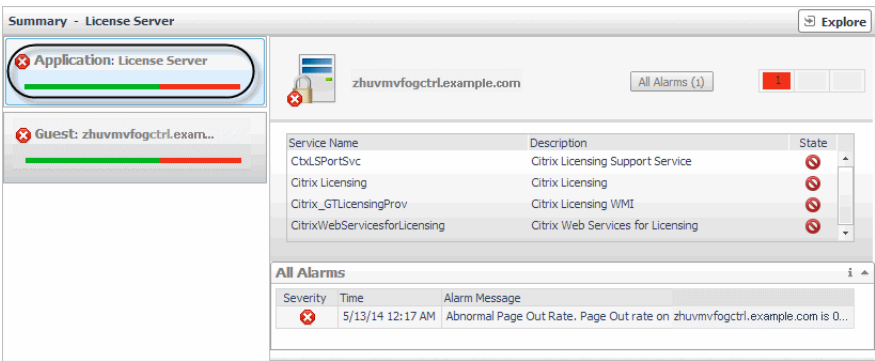 Summary - License Server
Explore
Application: License Server
Guest: zhuvmvfogctrl.exam...
zhuvmvfogctrl.example.com
All Alarms (1)
1
Service Name Description State
CtxLSPortSvc Citrix Licensing Support Service
Citrix Licensing Citrix Licensing
Citrix_GTLicensingProv Citrix Licensing WMI
CitrixWebServicesforLicensing Citrix Web Services for Licensing
All Alarms
Severity Time Alarm Message
5/13/14 12:17 AM Abnormal Page Out Rate. Page Out rate on zhuvmvfogctrl.example.com is 0...